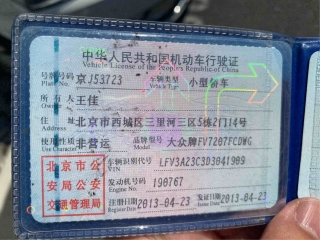 中华人民共和国机动车行驶证
Vehicle License of the People's Republic of China
号牌号码 京J53723 车辆类型 小型轿车
Plate No. Vehicle Type
所有人 王佳
Owner
住址 北京市西城区三里河三区5栋2门14号
Address
使用性质 非营运 品牌型号 大众牌FV7207FCDWG
Use Character Model
北京市公 车辆识别代号 LFV3A23C3D3041909
VIN
安局公安 发动机号码 190767
Engine No.
交通管理局 注册日期 2013-04-23 发证日期 2013-04-23
Register Date Issue Date